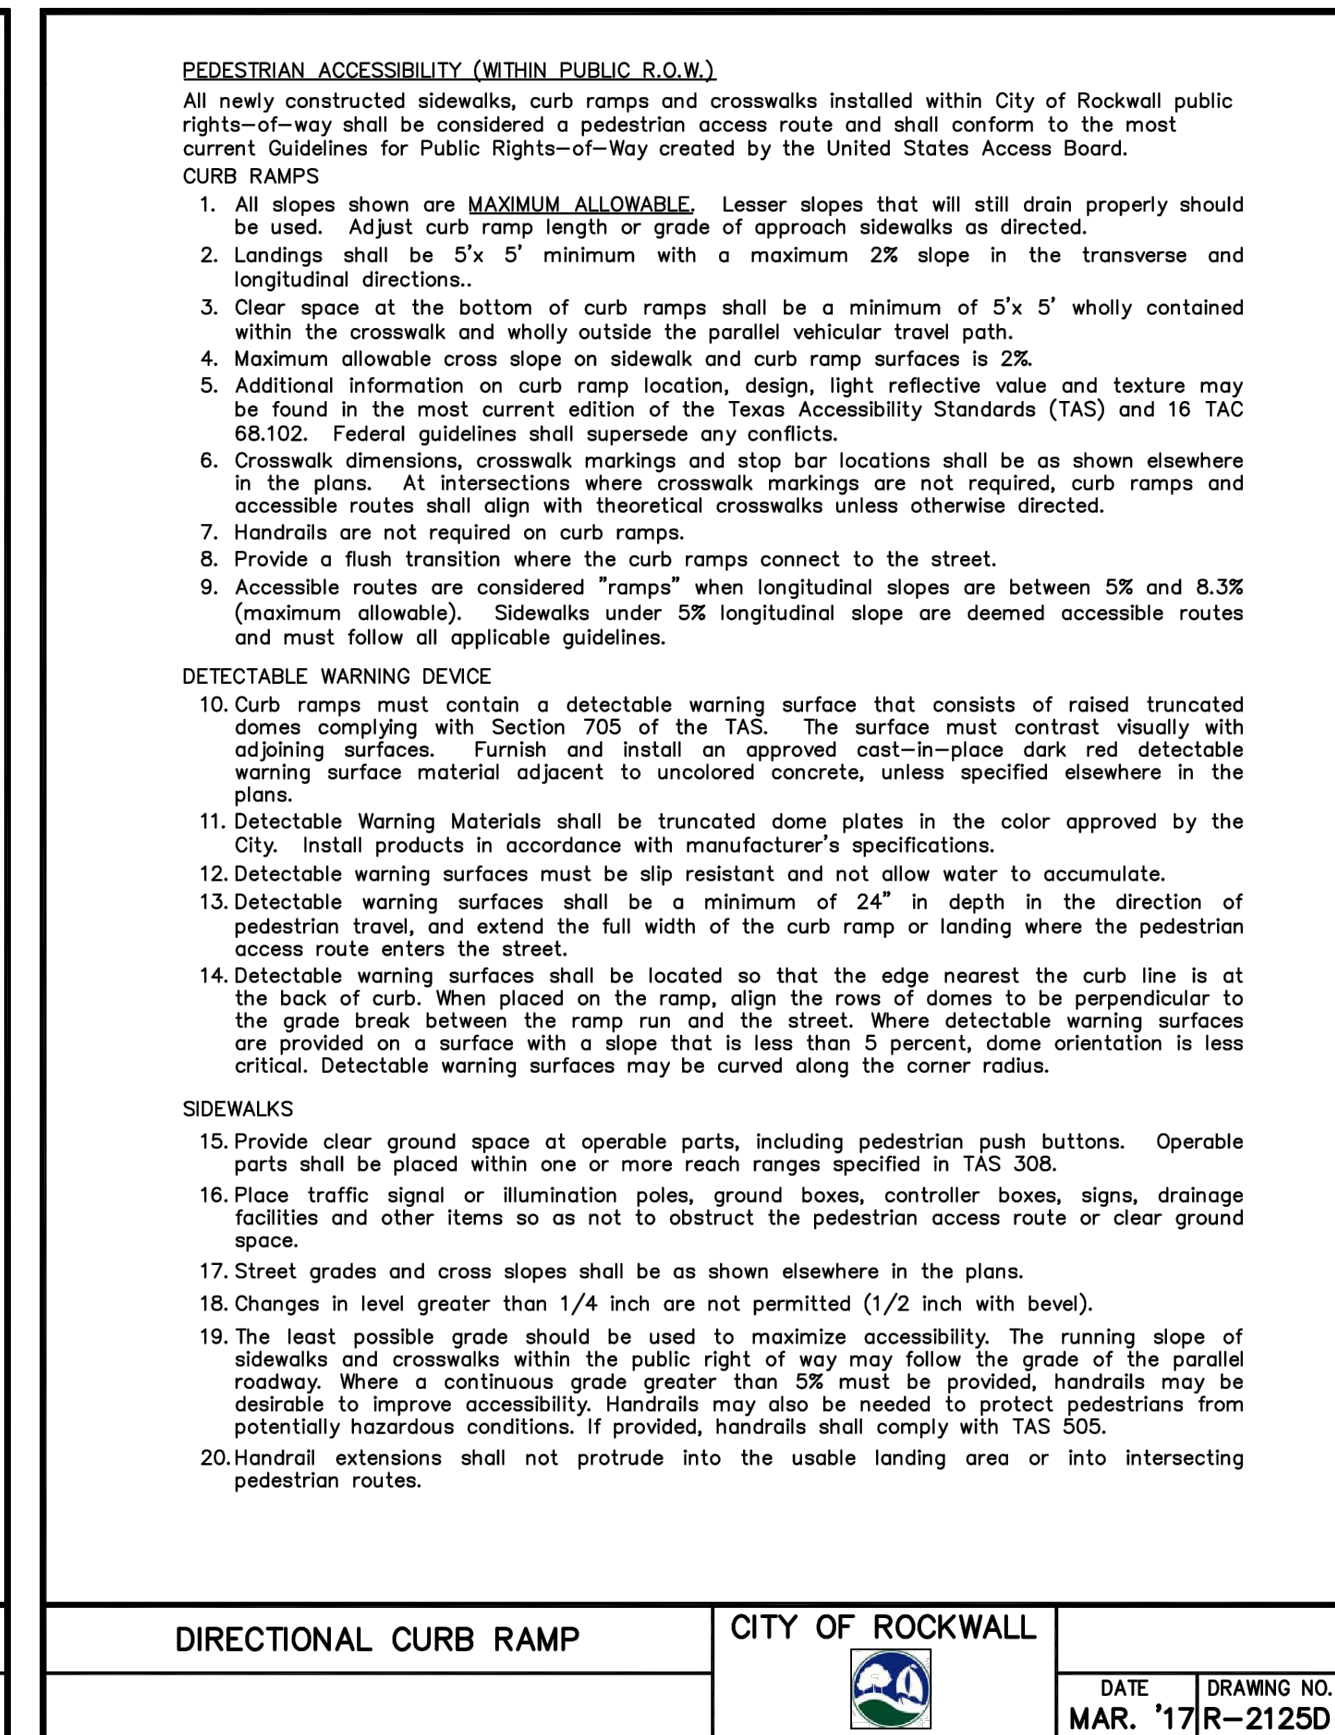 PEDESTRIAN ACCESSIBILITY (WITHIN PUBLIC R.O.W.)
All newly constructed sidewalks, curb ramps and crosswalks installed within City of Rockwall public
rights-of-way shall be considered a pedestrian access route and shall conform to the most
current Guidelines for Public Rights-of-Way created by the United States Access Board.
CURB RAMPS
1. All slopes shown are MAXIMUM ALLOWABLE. Lesser slopes that will still drain properly should
be used. Adjust curb ramp length or grade of approach sidewalks as directed.
2. Landings shall be 5'x 5' minimum with a maximum 2% slope in the transverse and
longitudinal directions..
3. Clear space at the bottom of curb ramps shall be a minimum of 5'x 5' wholly contained
within the crosswalk and wholly outside the parallel vehicular travel path.
4. Maximum allowable cross slope on sidewalk and curb ramp surfaces is 2%.
5. Additional information on curb ramp location, design, light reflective value and texture may
be found in the most current edition of the Texas Accessibility Standards (TAS) and 16 TAC
68.102. Federal guidelines shall supersede any conflicts.
6. Crosswalk dimensions, crosswalk markings and stop bar locations shall be as shown elsewhere
in the plans. At intersections where crosswalk markings are not required, curb ramps and
accessible routes shall align with theoretical crosswalks unless otherwise directed.
7. Handrails are not required on curb ramps.
8. Provide a flush transition where the curb ramps connect to the street.
9. Accessible routes are considered "ramps" when longitudinal slopes are between 5% and 8.3%
(maximum allowable). Sidewalks under 5% longitudinal slope are deemed accessible routes
and must follow all applicable guidelines.
DETECTABLE WARNING DEVICE
10. Curb ramps must contain a detectable warning surface that consists of raised truncated
domes complying with Section 705 of the TAS. The surface must contrast visually with
adjoining surfaces. Furnish and install an approved cast-in-place dark red detectable
warning surface material adjacent to uncolored concrete, unless specified elsewhere in the
plans.
11. Detectable Warning Materials shall be truncated dome plates in the color approved by the
City. Install products in accordance with manufacturer's specifications.
12. Detectable warning surfaces must be slip resistant and not allow water to accumulate.
13. Detectable warning surfaces shall be a minimum of 24" in depth in the direction of
pedestrian travel, and extend the full width of the curb ramp or landing where the pedestrian
access route enters the street.
14. Detectable warning surfaces shall be located so that the edge nearest the curb line is at
the back of curb. When placed on the ramp, align the rows of domes to be perpendicular to
the grade break between the ramp run and the street. Where detectable warning surfaces
are provided on a surface with a slope that is less than 5 percent, dome orientation is less
critical. Detectable warning surfaces may be curved along the corner radius.
SIDEWALKS
15. Provide clear ground space at operable parts, including pedestrian push buttons. Operable
parts shall be placed within one or more reach ranges specified in TAS 308.
16. Place traffic signal or illumination poles, ground boxes, controller boxes, signs, drainage
facilities and other items so as not to obstruct the pedestrian access route or clear ground
space.
17. Street grades and cross slopes shall be as shown elsewhere in the plans.
18. Changes in level greater than 1/4 inch are not permitted (1/2 inch with bevel).
19. The least possible grade should be used to maximize accessibility. The running slope of
sidewalks and crosswalks within the public right of way may follow the grade of the parallel
roadway. Where a continuous grade greater than 5% must be provided, handrails may be
desirable to improve accessibility. Handrails may also be needed to protect pedestrians from
potentially hazardous conditions. If provided, handrails shall comply with TAS 505.
20. Handrail extensions shall not protrude into the usable landing area or into intersecting
pedestrian routes.
DIRECTIONAL CURB RAMP
CITY OF ROCKWALL
DATE
MAR. '17
DRAWING NO.
R-2125D